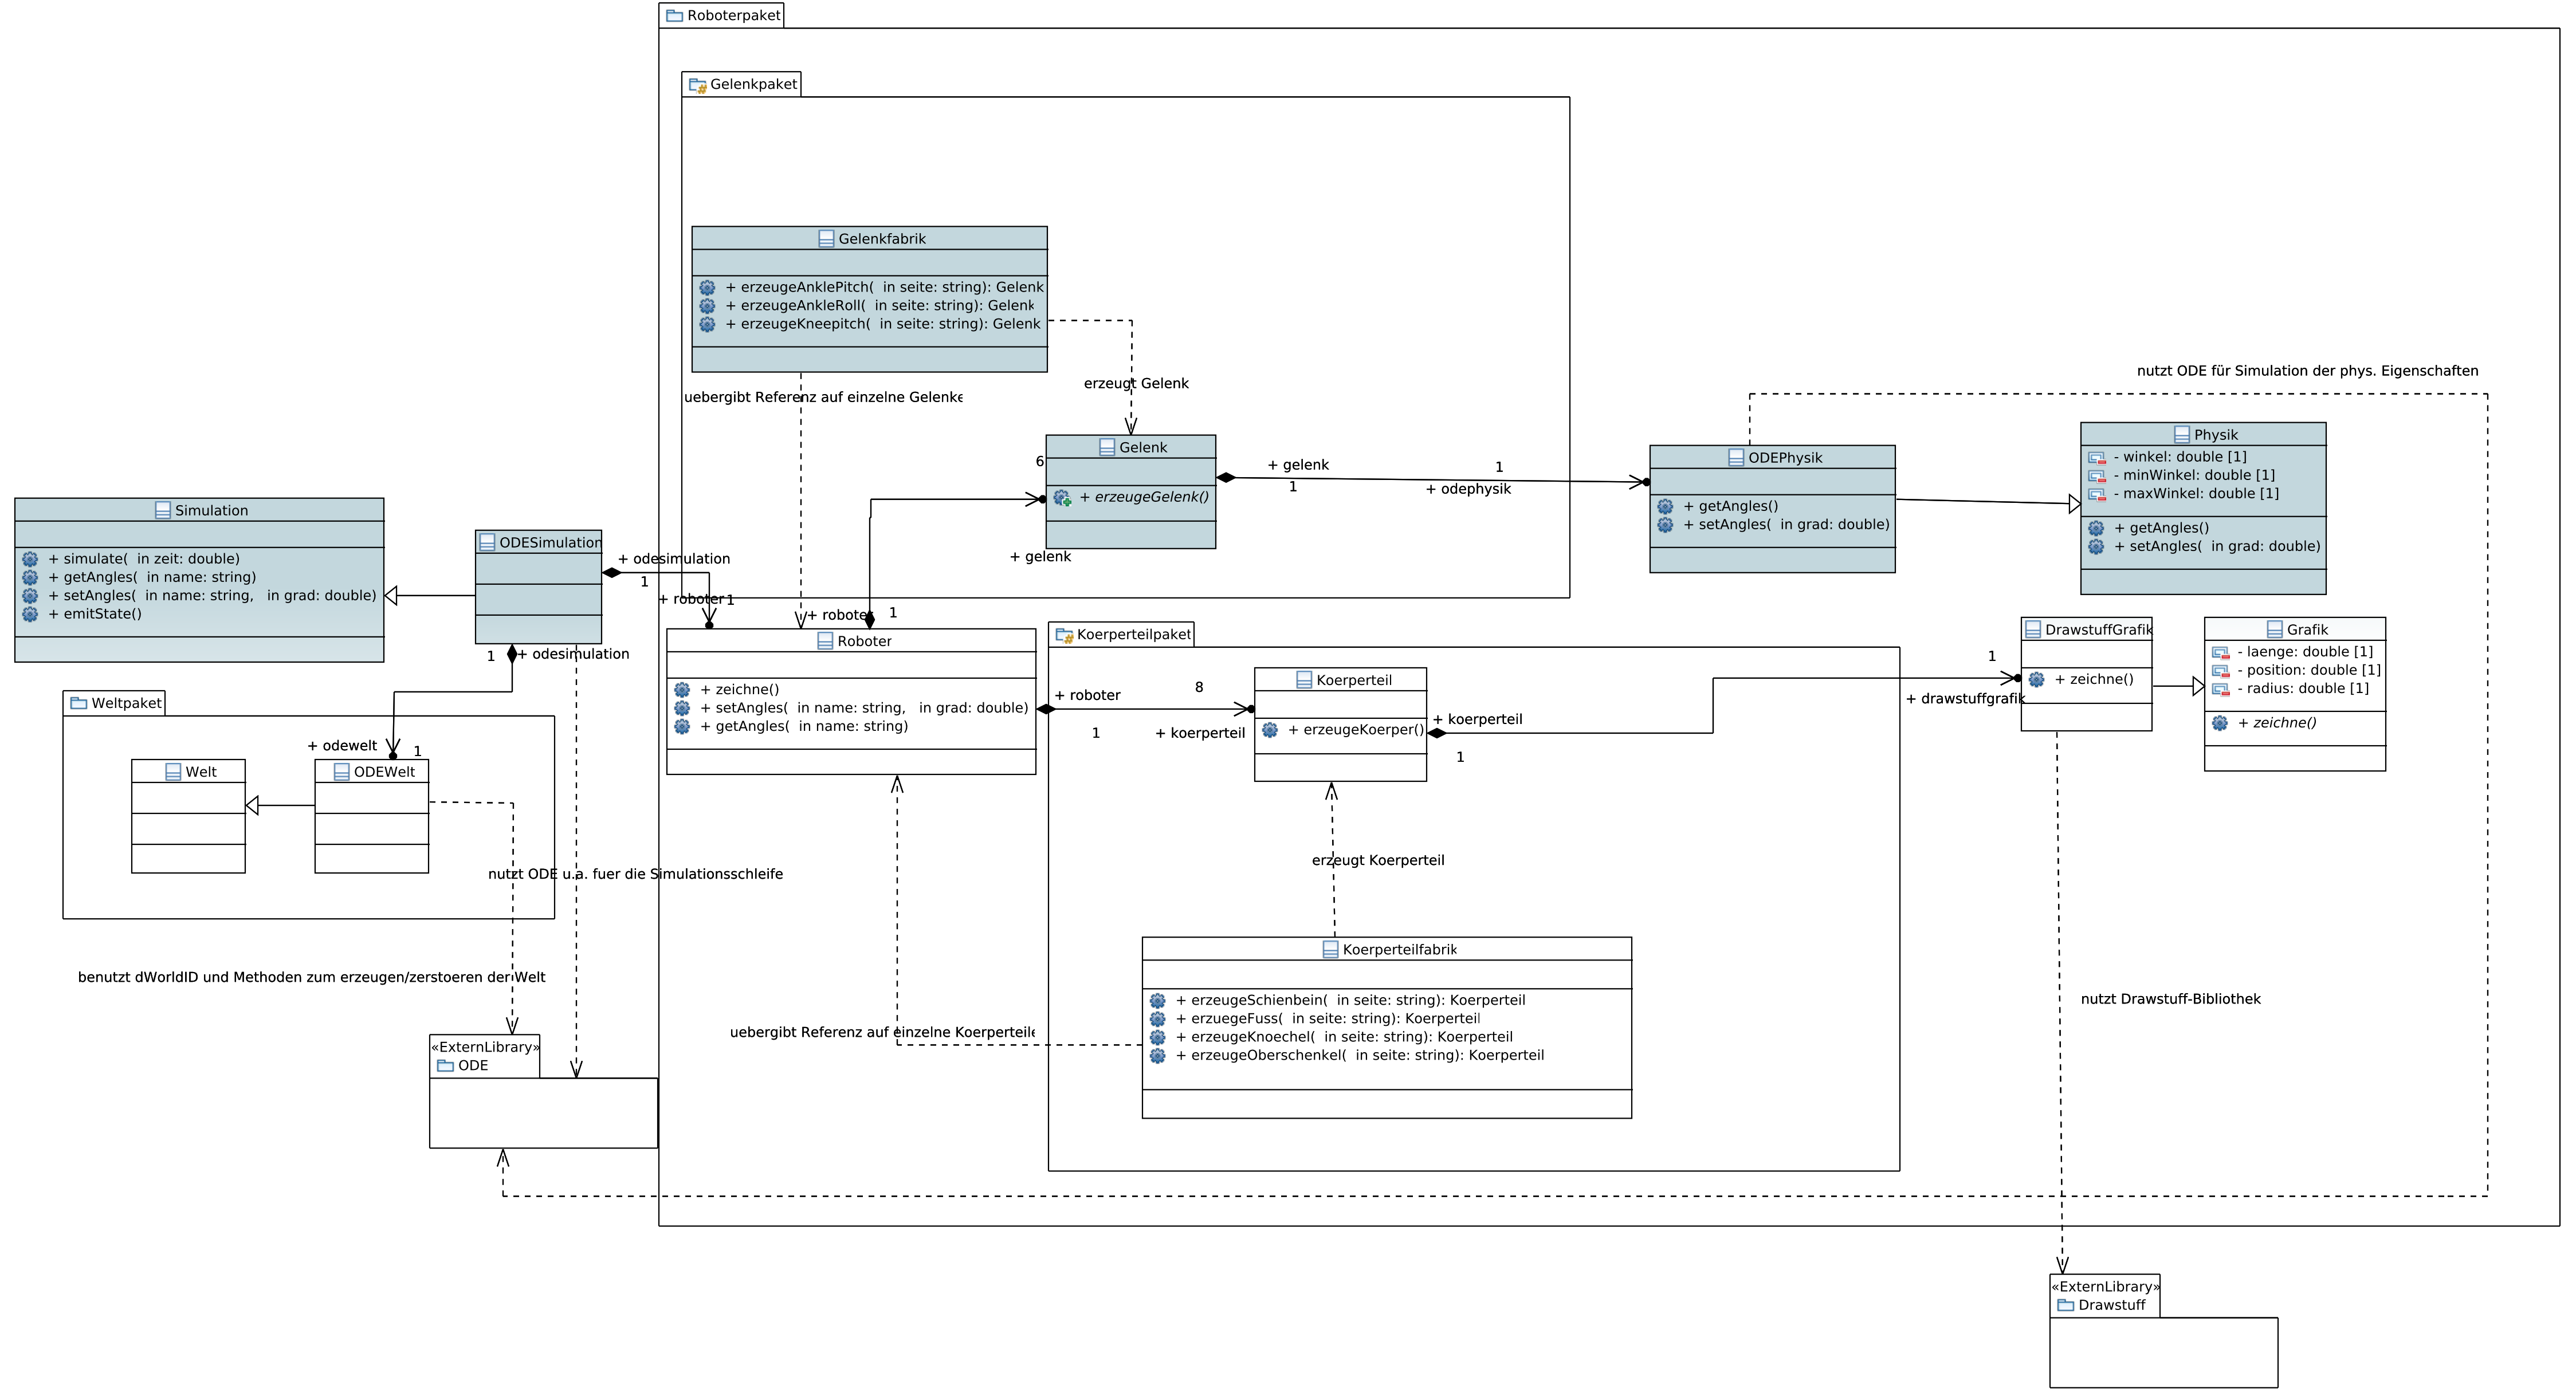 Roboterpaket
Gelenkpaket
Gelenkfabrik
+ erzeugeAnklePitch( in seite: string): Gelenk
+ erzeugeAnkleRoll( in seite: string): Gelenk
+ erzeugeKneepitch( in seite: string): Gelenk
uebergibt Referenz auf einzelne Gelenke
erzeugt Gelenk
nutzt ODE für Simulation der phys. Eigenschaften
Gelenk
+ erzeugeGelenk()
6
+ gelenk
+ gelenk
1
1
+ odephysik
ODEPhysik
+ getAngles()
+ setAngles( in grad: double)
Physik
- winkel: double [1]
- minWinkel: double [1]
- maxWinkel: double [1]
+ getAngles()
+ setAngles( in grad: double)
Simulation
+ simulate( in zeit: double)
+ getAngles( in name: string)
+ setAngles( in name: string, in grad: double)
+ emitState()
ODESimulation
+ odesimulation
1
+ roboter
1
+ roboter
1
1
+ odesimulation
Roboter
+ zeichne()
+ setAngles( in name: string, in grad: double)
+ getAngles( in name: string)
Koerperteilpaket
+ roboter
1
8
+ koerperteil
Koerperteil
+ erzeugeKoerper()
+ koerperteil
1
1
+ drawstuffgrafik
DrawstuffGrafik
+ zeichne()
Grafik
- laenge: double [1]
- position: double [1]
- radius: double [1]
+ zeichne()
Weltpaket
+ odewelt
1
Welt
ODEWelt
nutzt ODE u.a. fuer die Simulationsschleife
erzeugt Koerperteil
benutzt dWorldID und Methoden zum erzeugen/zerstoeren der Welt
Koerperteilfabrik
+ erzeugeSchienbein( in seite: string): Koerperteil
+ erzuegeFuss( in seite: string): Koerperteil
+ erzeugeKnoechel( in seite: string): Koerperteil
+ erzeugeOberschenkel( in seite: string): Koerperteil
uebergibt Referenz auf einzelne Koerperteile
nutzt Drawstuff-Bibliothek
«ExternLibrary»
ODE
«ExternLibrary»
Drawstuff